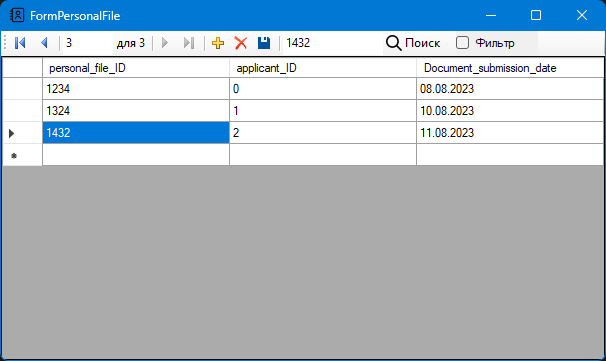 FormPersonalFile
3 для 3 1432 Поиск Фильтр
personal_file_ID applicant_ID Document_submission_date
1234 0 08.08.2023
1324 1 10.08.2023
1432 2 11.08.2023